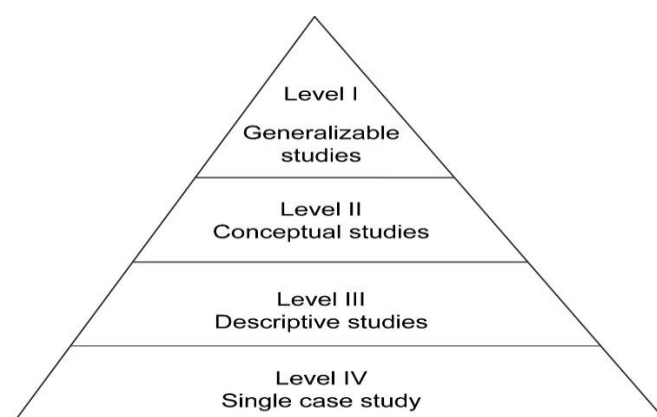 Level I
Generalizable
studies
Level II
Conceptual studies
Level III
Descriptive studies
Level IV
Single case study